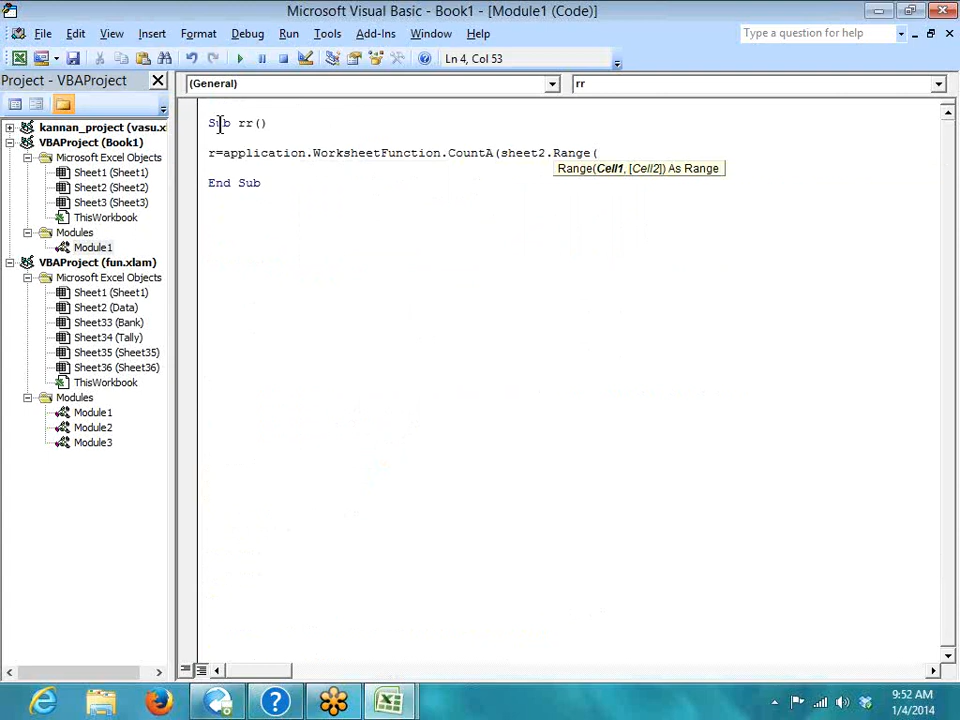 Microsoft Visual Basic - Book1 - [Module1 (Code)]
File Edit View Insert Format Debug Run Tools Add-Ins Window Help
Type a question for help
Ln 4, Col 53
Project - VBAProject
(General)
rr
kannan_project (vasu.xl
VBAProject (Book1)
Microsoft Excel Objects
Sheet1 (Sheet1)
Sheet2 (Sheet2)
Sheet3 (Sheet3)
ThisWorkbook
Modules
Module1
VBAProject (fun.xlam)
Microsoft Excel Objects
Sheet1 (Sheet1)
Sheet2 (Data)
Sheet33 (Bank)
Sheet34 (Tally)
Sheet35 (Sheet35)
Sheet36 (Sheet36)
ThisWorkbook
Modules
Module1
Module2
Module3
Sub rr()
r=application.WorksheetFunction.CountA(sheet2.Range(
Range(Cell1, [Cell2]) As Range
End Sub
9:52 AM
1/4/2014